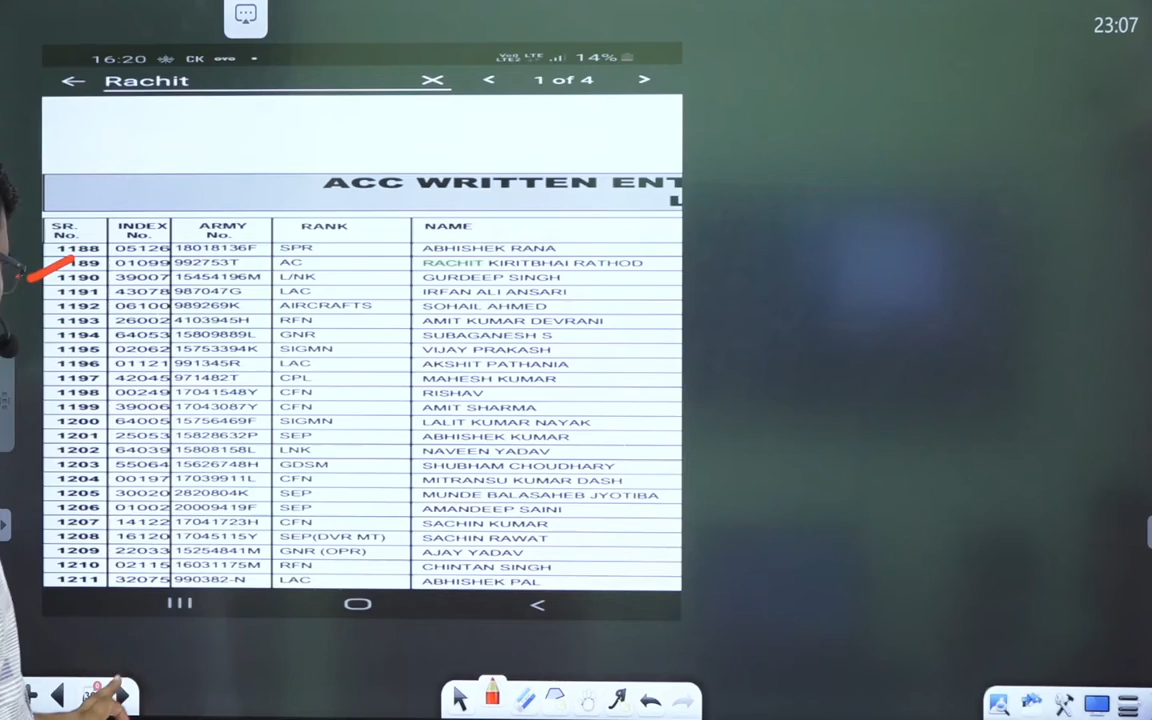 23:07
16:20 CK 14%
Rachit 1 of 4
ACC WRITTEN ENT
L
SR. No. INDEX No. ARMY No. RANK NAME
1188 05126 18018136F SPR ABHISHEK RANA
189 01099 992753T AC RACHIT KIRITBHAI RATHOD
1190 39007 15454196M L/NK GURDEEP SINGH
1191 43078 987047G LAC IRFAN ALI ANSARI
1192 06100 989269K AIRCRAFTS SOHAIL AHMED
1193 26002 4103945H RFN AMIT KUMAR DEVRANI
1194 64053 15809889L GNR SUBAGANESH S
1195 02062 15753394K SIGMN VIJAY PRAKASH
1196 01121 991345R LAC AKSHIT PATHANIA
1197 42045 971482T CPL MAHESH KUMAR
1198 00249 17041548Y CFN RISHAV
1199 39006 17043087Y CFN AMIT SHARMA
1200 64005 15756469F SIGMN LALIT KUMAR NAYAK
1201 25053 15828632P SEP ABHISHEK KUMAR
1202 64039 15808158L LNK NAVEEN YADAV
1203 55064 15626748H GDSM SHUBHAM CHOUDHARY
1204 00197 17039911L CFN MITRANSU KUMAR DASH
1205 30020 2820804K SEP MUNDE BALASAHEB JYOTIBA
1206 01002 20009419F SEP AMANDEEP SAINI
1207 14122 17041723H CFN SACHIN KUMAR
1208 16120 17045115Y SEP(DVR MT) SACHIN RAWAT
1209 22033 15254841M GNR (OPR) AJAY YADAV
1210 02115 16031175M RFN CHINTAN SINGH
1211 32075 990382-N LAC ABHISHEK PAL